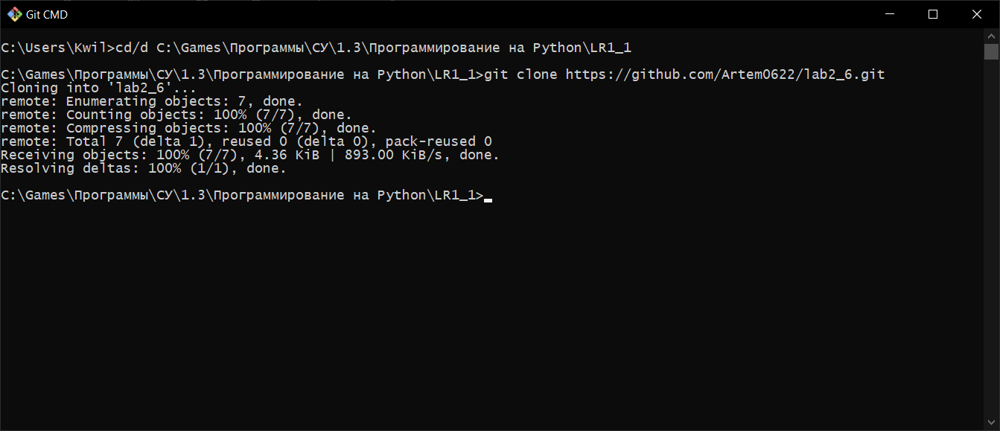 Git CMD
C:\Users\Kwil>cd/d C:\Games\Программы\СУ\1.3\Программирование на Python\LR1_1
C:\Games\Программы\СУ\1.3\Программирование на Python\LR1_1>git clone https://github.com/Artem0622/lab2_6.git
Cloning into 'lab2_6'...
remote: Enumerating objects: 7, done.
remote: Counting objects: 100% (7/7), done.
remote: Compressing objects: 100% (7/7), done.
remote: Total 7 (delta 1), reused 0 (delta 0), pack-reused 0
Receiving objects: 100% (7/7), 4.36 KiB | 893.00 KiB/s, done.
Resolving deltas: 100% (1/1), done.
C:\Games\Программы\СУ\1.3\Программирование на Python\LR1_1>